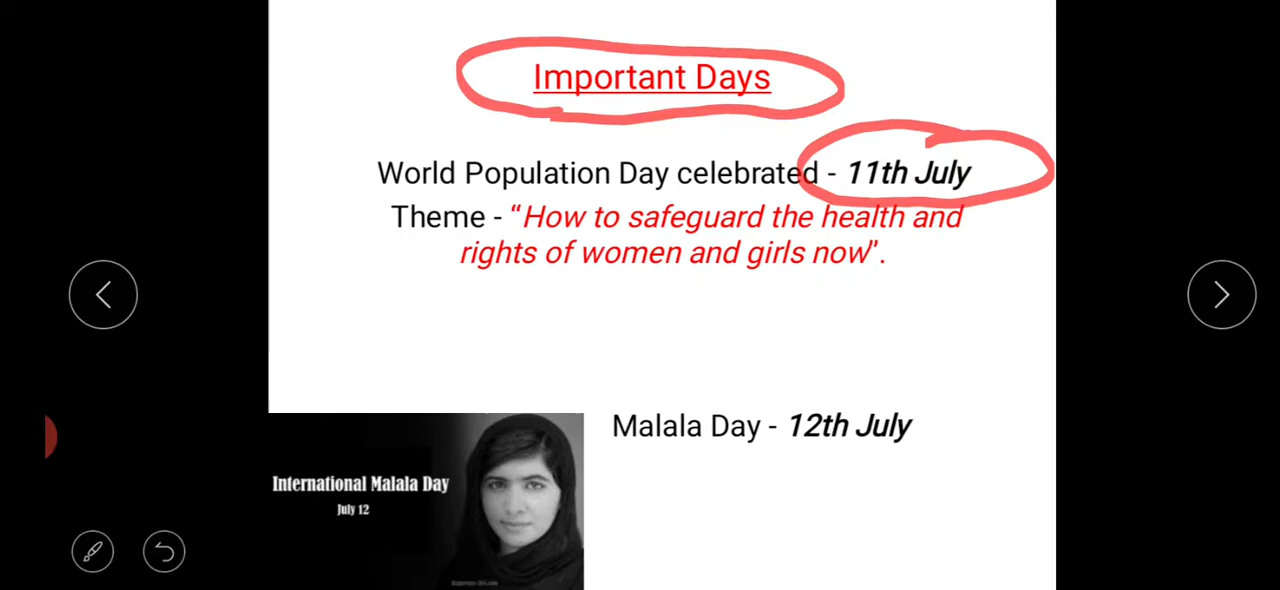 Important Days
World Population Day celebrated - 11th July
Theme - “How to safeguard the health and
rights of women and girls now”.
Malala Day - 12th July
International Malala Day
July 12